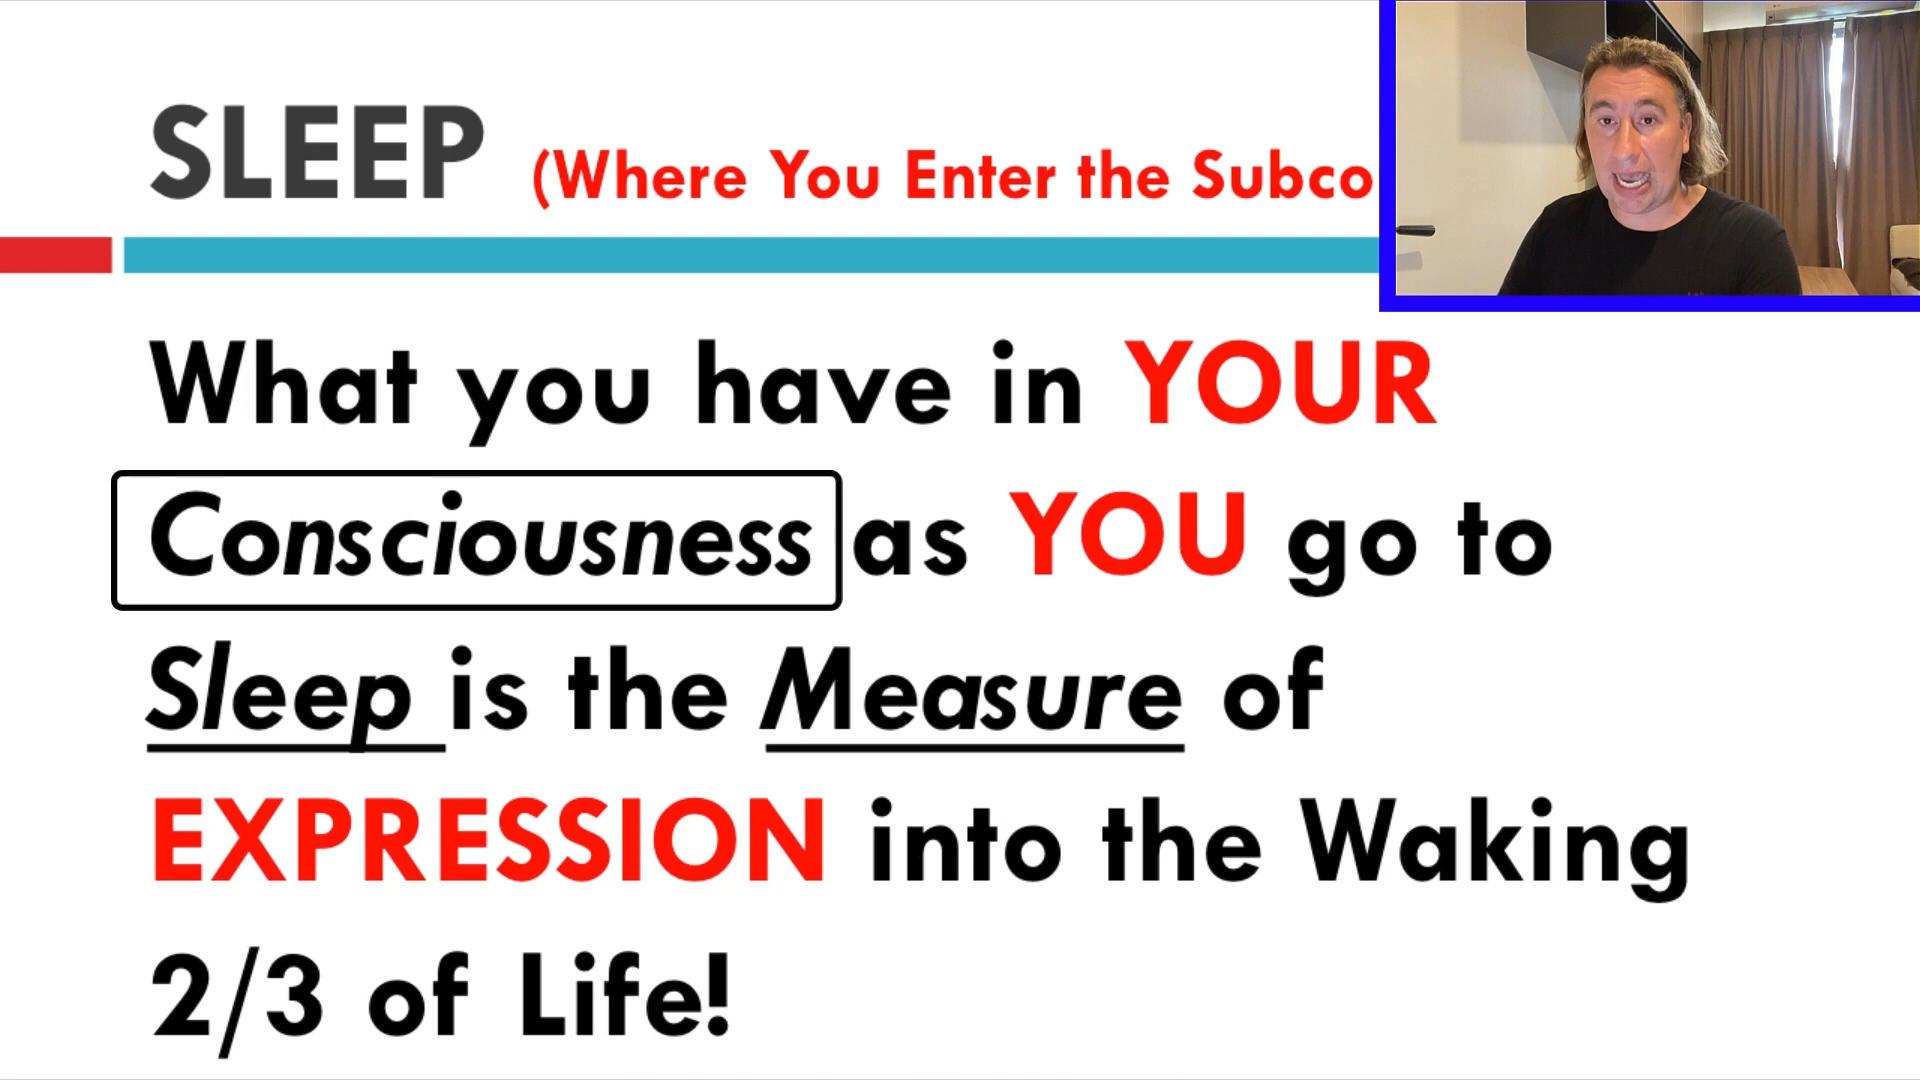 SLEEP (Where You Enter the Subco
What you have in YOUR
Consciousness as YOU go to
Sleep is the Measure of
EXPRESSION into the Waking
2/3 of Life!